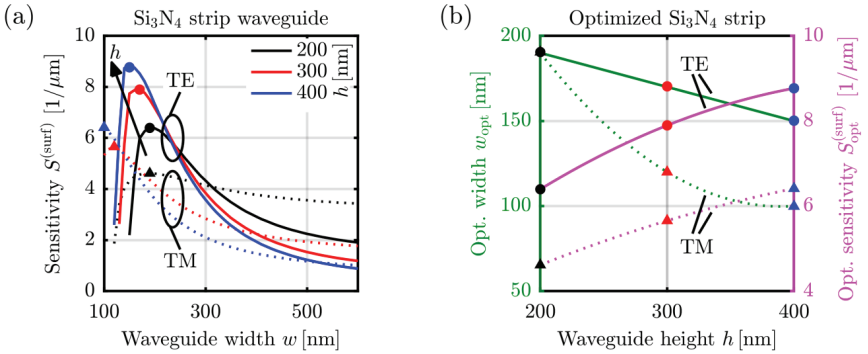 (a)
Si₃N₄ strip waveguide
Sensitivity S^(surf) [1/μm]
10
8
6
4
2
0
h
TE
TM
200
300 h [nm]
400
100
300
500
Waveguide width w [nm]
(b)
Optimized Si₃N₄ strip
Opt. width w_opt [nm]
200
150
100
50
TE
TM
200
300
400
Waveguide height h [nm]
10
8
6
4
Opt. sensitivity S_opt^(surf) [1/μm]